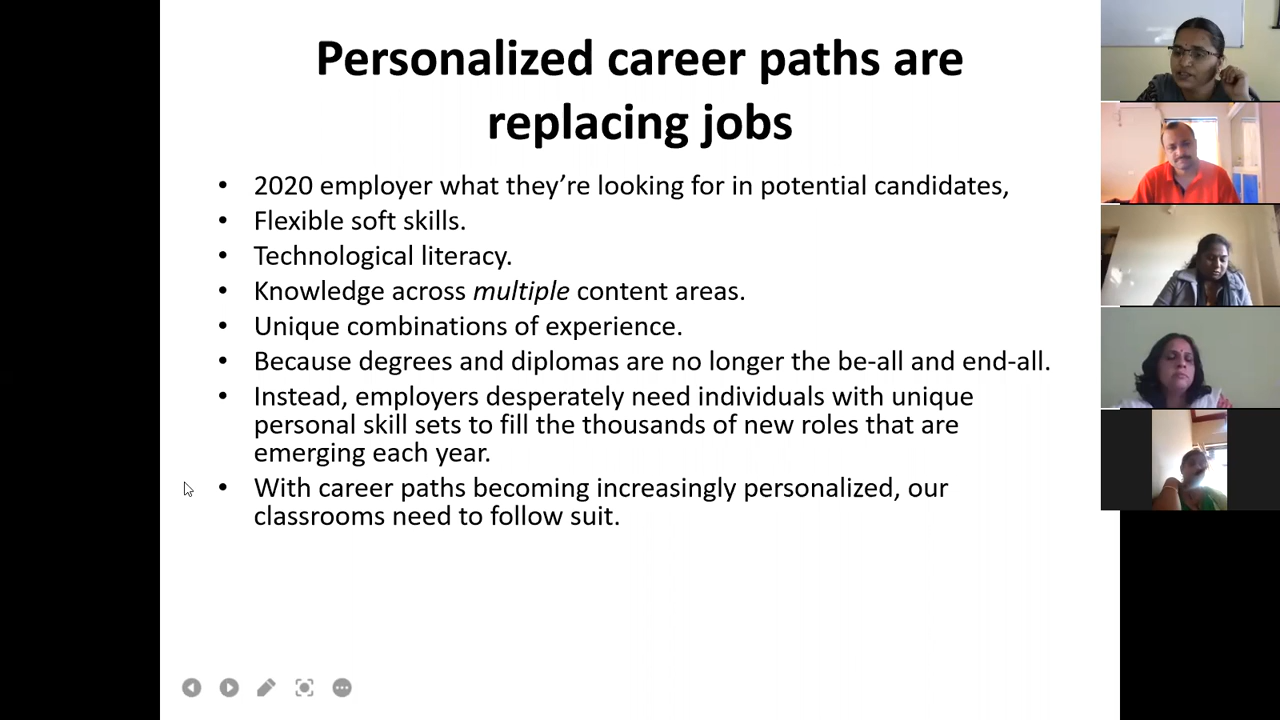 Personalized career paths are
replacing jobs
• 2020 employer what they’re looking for in potential candidates,
• Flexible soft skills.
• Technological literacy.
• Knowledge across multiple content areas.
• Unique combinations of experience.
• Because degrees and diplomas are no longer the be-all and end-all.
• Instead, employers desperately need individuals with unique
personal skill sets to fill the thousands of new roles that are
emerging each year.
• With career paths becoming increasingly personalized, our
classrooms need to follow suit.